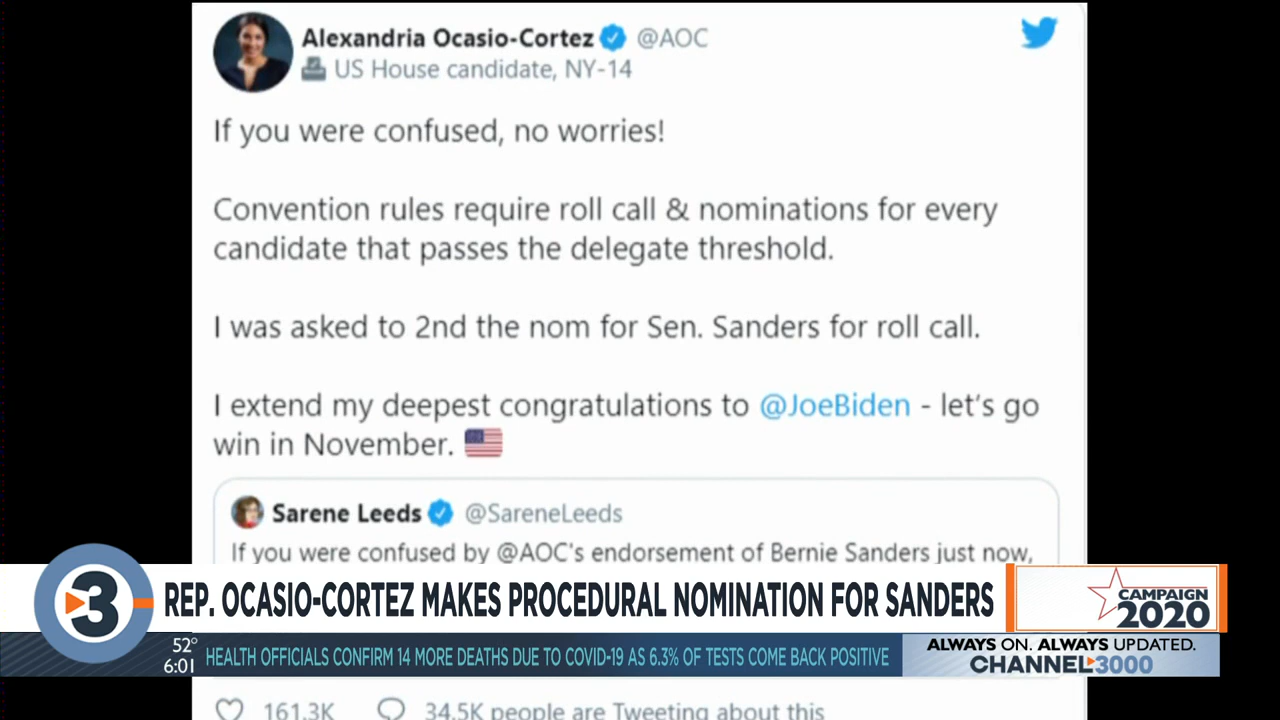 Alexandria Ocasio-Cortez @AOC
US House candidate, NY-14
If you were confused, no worries!
Convention rules require roll call & nominations for every
candidate that passes the delegate threshold.
I was asked to 2nd the nom for Sen. Sanders for roll call.
I extend my deepest congratulations to @JoeBiden - let's go
win in November.
Sarene Leeds @SareneLeeds
If you were confused by @AOC's endorsement of Bernie Sanders just now,
3
REP. OCASIO-CORTEZ MAKES PROCEDURAL NOMINATION FOR SANDERS
CAMPAIGN
2020
52°
6:01
HEALTH OFFICIALS CONFIRM 14 MORE DEATHS DUE TO COVID-19 AS 6.3% OF TESTS COME BACK POSITIVE
ALWAYS ON. ALWAYS UPDATED.
CHANNEL3000
161.3K 34.5K people are Tweeting about this